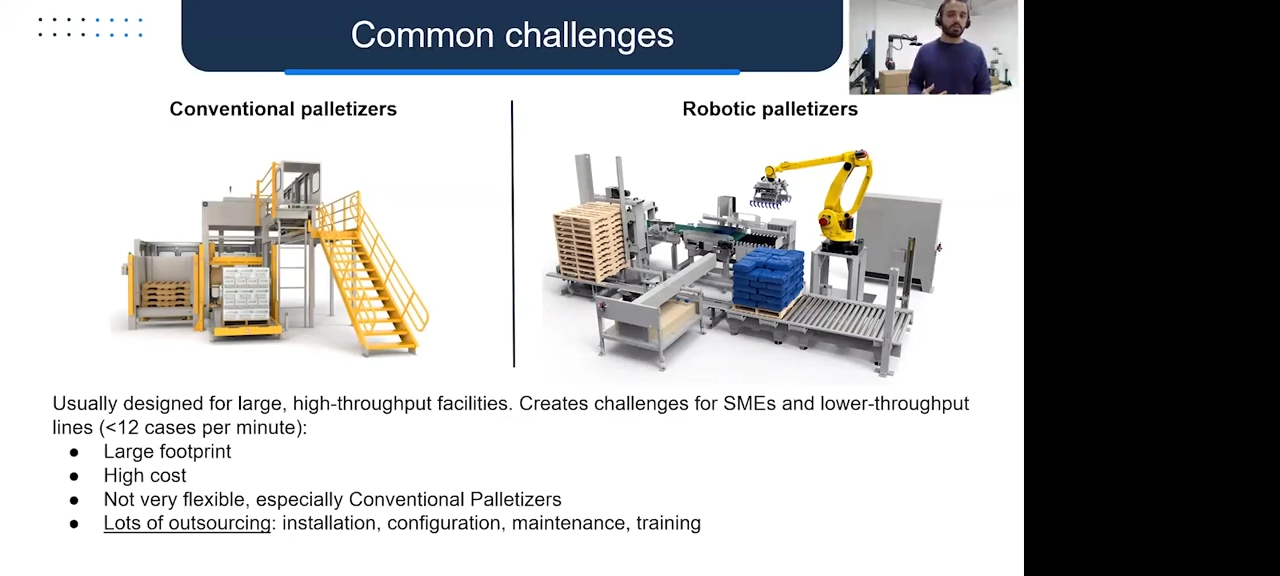 Common challenges
Conventional palletizers
Robotic palletizers
Usually designed for large, high-throughput facilities. Creates challenges for SMEs and lower-throughput
lines (<12 cases per minute):
● Large footprint
● High cost
● Not very flexible, especially Conventional Palletizers
● Lots of outsourcing: installation, configuration, maintenance, training